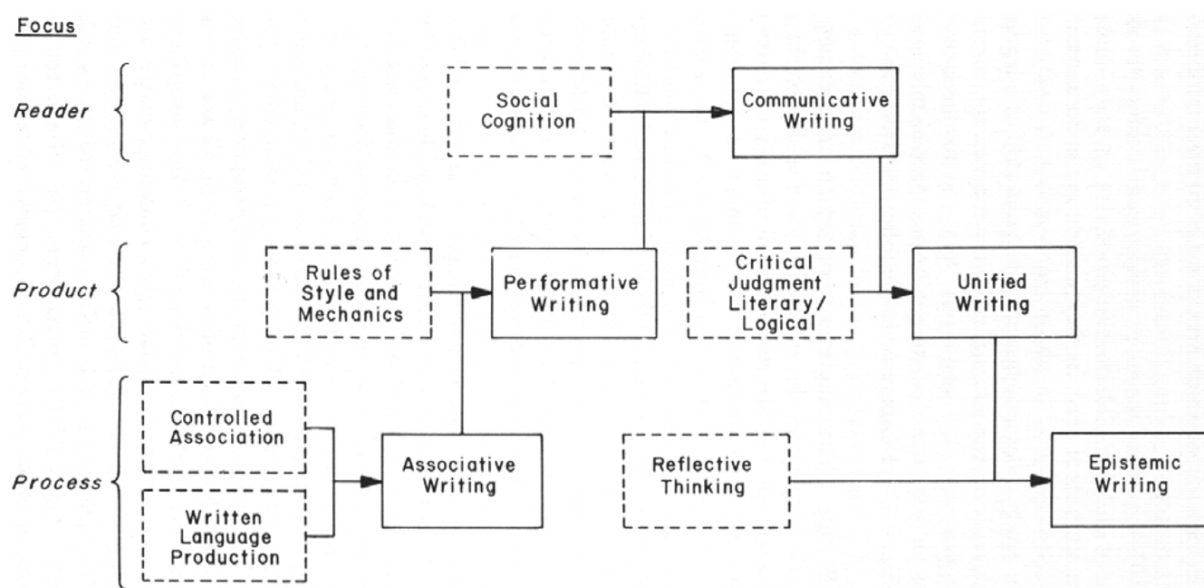 Focus
Reader
Social
Cognition
Communicative
Writing
Product
Rules of
Style and
Mechanics
Performative
Writing
Critical
Judgment
Literary/
Logical
Unified
Writing
Process
Controlled
Association
Written
Language
Production
Associative
Writing
Reflective
Thinking
Epistemic
Writing